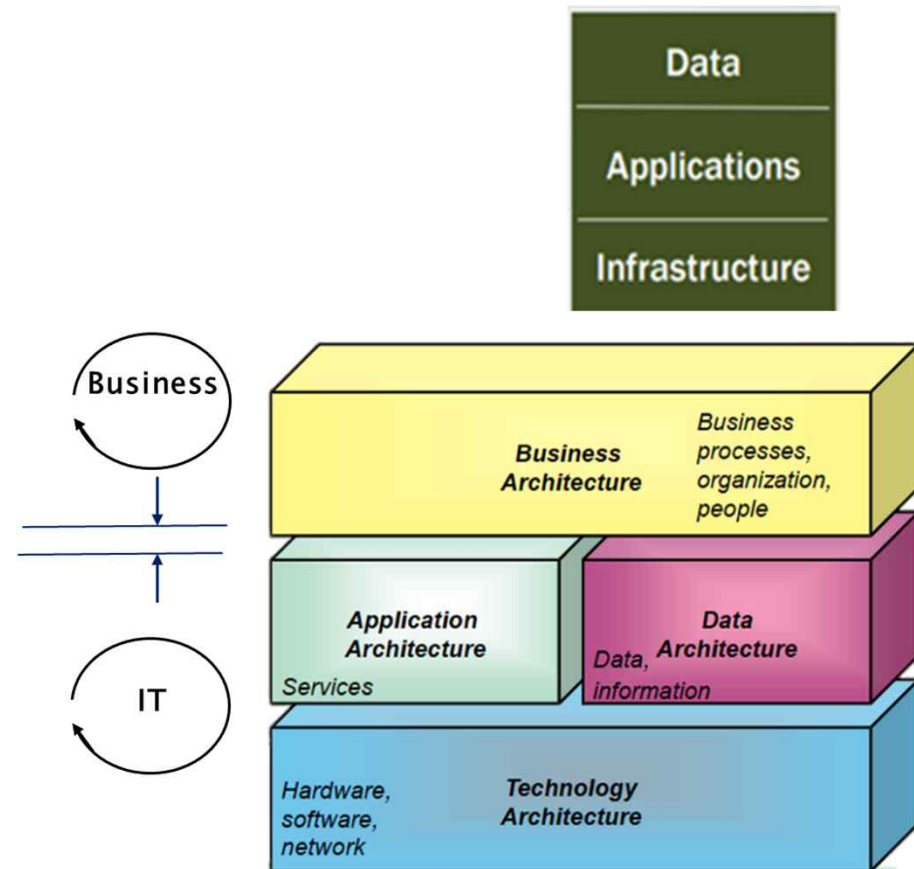 Data
Applications
Infrastructure
Business
Business
Architecture
Business
processes,
organization,
people
Application
Architecture
Services
Data
Architecture
Data,
information
IT
Technology
Architecture
Hardware,
software,
network